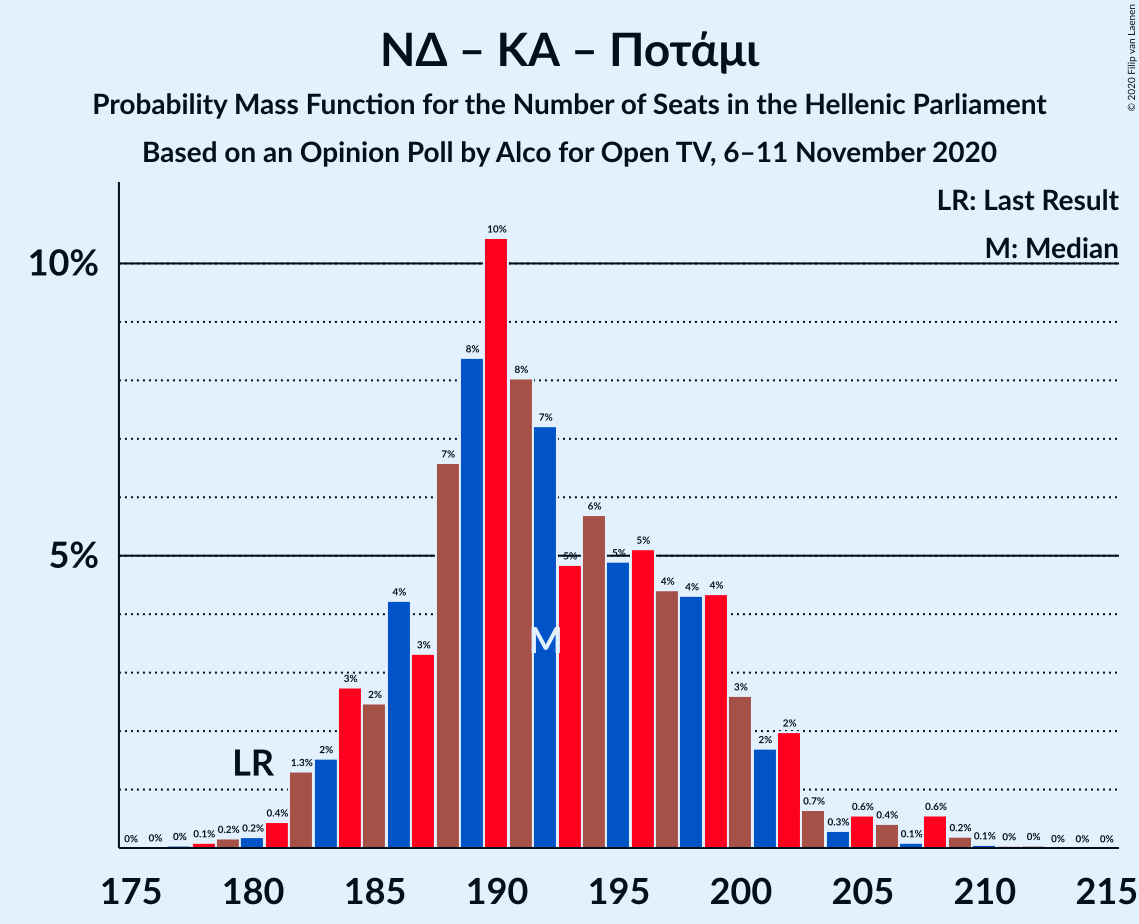 ΝΔ – ΚΑ – Ποτάμι
Probability Mass Function for the Number of Seats in the Hellenic Parliament
Based on an Opinion Poll by Alco for Open TV, 6–11 November 2020
© 2020 Filip van Laenen
LR: Last Result
M: Median
10%
5%
0% 0% 0% 0.1% 0.2% 0.2% 0.4% 1.3% 2% 3% 2% 4% 3% 7% 8% 10% 8% 7% 5% 6% 5% 5% 4% 4% 4% 3% 2% 2% 0.7% 0.3% 0.6% 0.4% 0.1% 0.6% 0.2% 0.1% 0% 0% 0% 0% 0%
LR
M
175 180 185 190 195 200 205 210 215